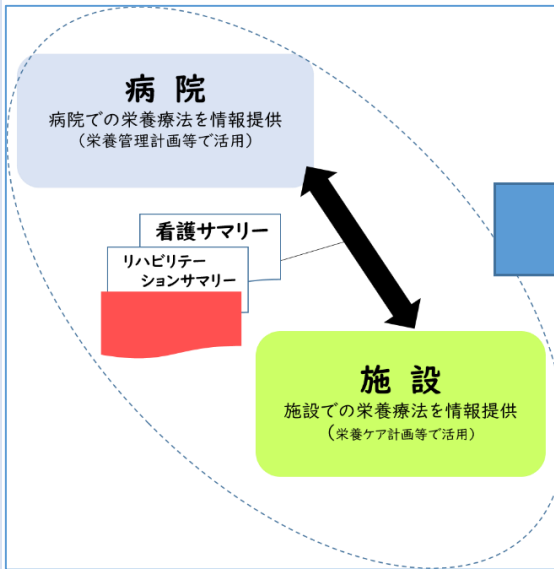 病 院
病院での栄養療法を情報提供
（栄養管理計画等で活用）
看護サマリー
リハビリテー
ションサマリー
施 設
施設での栄養療法を情報提供
（栄養ケア計画等で活用）